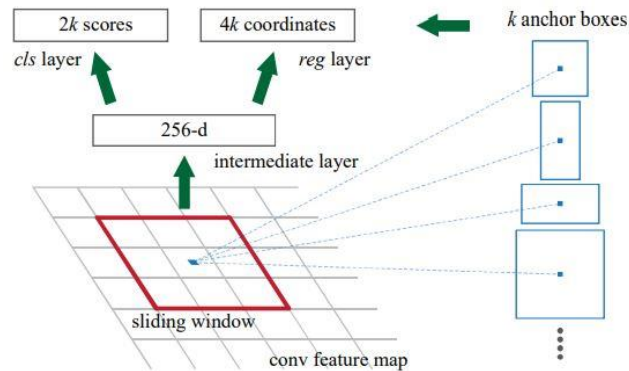 2k scores
4k coordinates
k anchor boxes
cls layer
reg layer
256-d
intermediate layer
sliding window
conv feature map